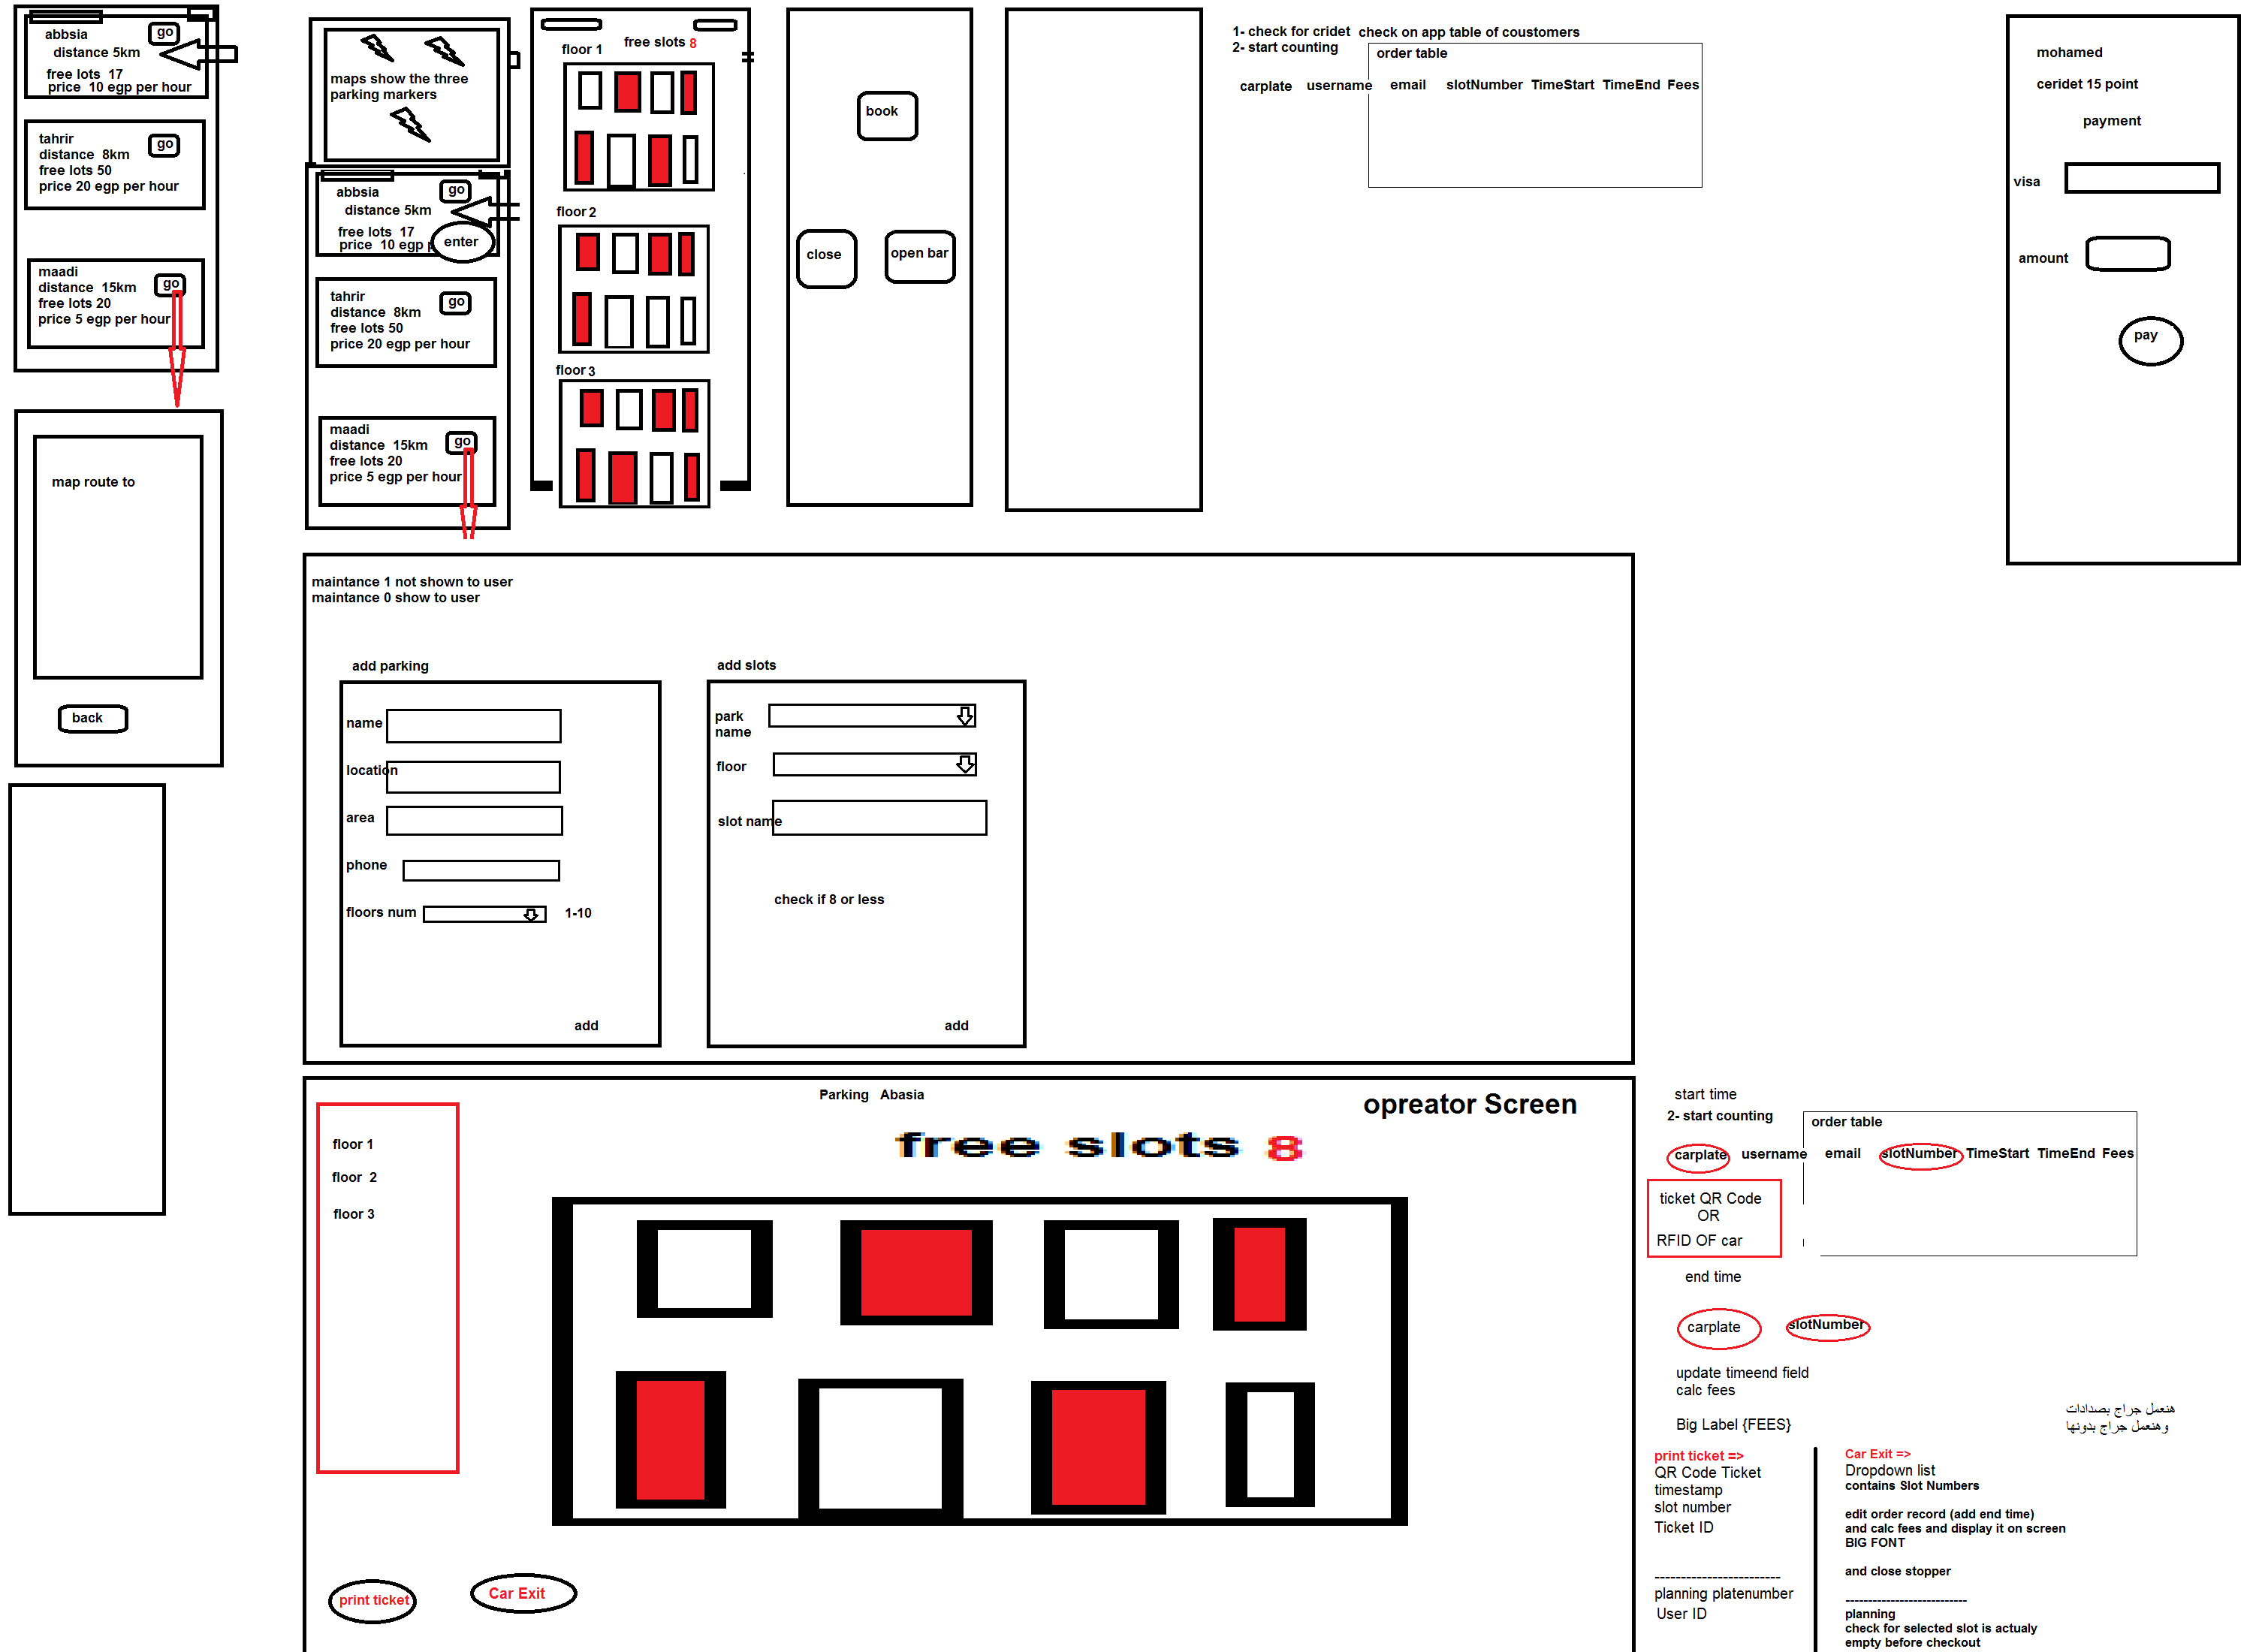 abbsia
go
distance 5km
free lots  17
price  10 egp per hour
tahrir
go
distance  8km
free lots 50
price 20 egp per hour
maadi
go
distance  15km
free lots 20
price 5 egp per hour
map route to
back
maps show the three
parking markers
abbsia
go
distance 5km
free lots  17
price  10 egp p
enter
tahrir
go
distance  8km
free lots 50
price 20 egp per hour
maadi
go
distance  15km
free lots 20
price 5 egp per hour
free slots 8
floor 1
floor 2
floor 3
book
close
open bar
1- check for cridet  check on app table of coustomers
2- start counting
order table
carplate  username  email  slotNumber  TimeStart  TimeEnd  Fees
mohamed
ceridet 15 point
payment
visa
amount
pay
maintance 1 not shown to user
maintance 0 show to user
add parking
name
location
area
phone
floors num
1-10
add
add slots
park
name
floor
slot name
check if 8 or less
add
Parking   Abasia
opreator Screen
free slots 8
floor 1
floor  2
floor 3
print ticket
Car Exit
start time
2- start counting
order table
carplate  username  email  slotNumber  TimeStart  TimeEnd  Fees
ticket QR Code
OR
RFID OF car
end time
carplate  slotNumber
update timeend field
calc fees
Big Label {FEES}
هنعمل جراج بصدادات
وهنعمل جراج بدونها
print ticket =>
QR Code Ticket
timestamp
slot number
Ticket ID
------------------------
planning platenumber
User ID
Car Exit =>
Dropdown list
contains Slot Numbers
edit order record (add end time)
and calc fees and display it on screen
BIG FONT
and close stopper
---------------------------
planning
check for selected slot is actualy
empty before checkout